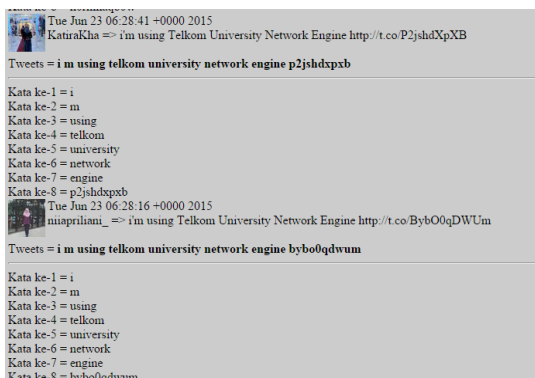 Tue Jun 23 06:28:41 +0000 2015
KatiraKha => i'm using Telkom University Network Engine http://t.co/P2jshdXpXB
Tweets = i m using telkom university network engine p2jshdxpxb
Kata ke-1 = i
Kata ke-2 = m
Kata ke-3 = using
Kata ke-4 = telkom
Kata ke-5 = university
Kata ke-6 = network
Kata ke-7 = engine
Kata ke-8 = p2jshdxpxb
Tue Jun 23 06:28:16 +0000 2015
niiapriliani_ => i'm using Telkom University Network Engine http://t.co/BybO0qDWUm
Tweets = i m using telkom university network engine bybo0qdwum
Kata ke-1 = i
Kata ke-2 = m
Kata ke-3 = using
Kata ke-4 = telkom
Kata ke-5 = university
Kata ke-6 = network
Kata ke-7 = engine
Kata ke-8 = bybo0qdwum